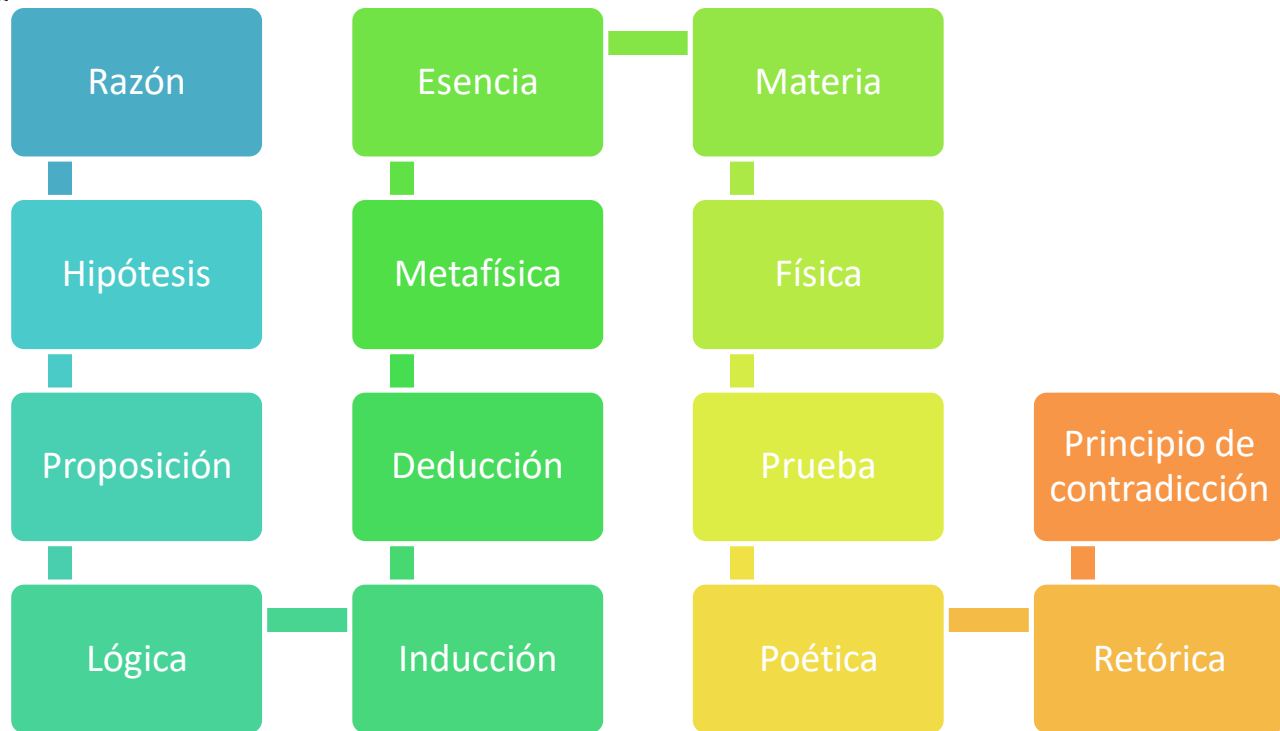 Razón
Hipótesis
Proposición
Lógica
Inducción
Deducción
Metafísica
Esencia
Materia
Física
Prueba
Poética
Retórica
Principio de
contradicción